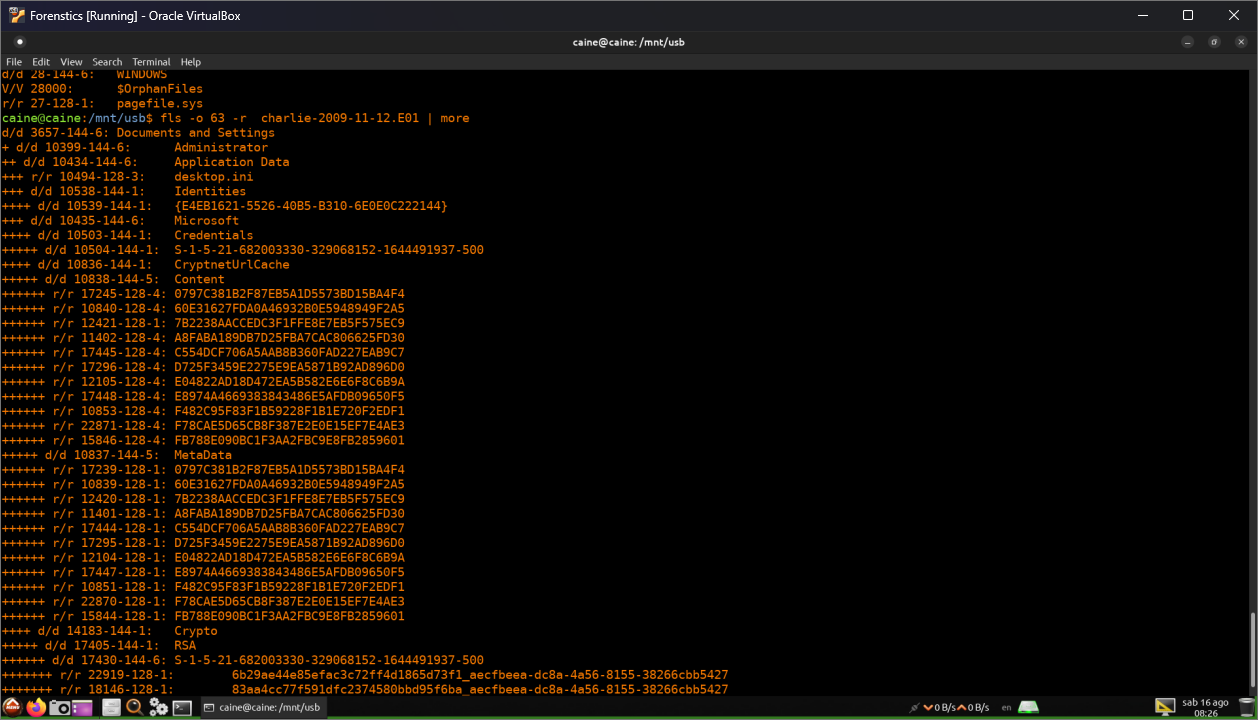 Forenstics [Running] - Oracle VirtualBox
caine@caine: /mnt/usb
File Edit View Search Terminal Help
d/d 28-144-6: WINDOWS
V/V 28000: $OrphanFiles
r/r 27-128-1: pagefile.sys
caine@caine:/mnt/usb$ fls -o 63 -r  charlie-2009-11-12.E01 | more
d/d 3657-144-6: Documents and Settings
+ d/d 10399-144-6: Administrator
++ d/d 10434-144-6: Application Data
+++ r/r 10494-128-3: desktop.ini
+++ d/d 10538-144-1: Identities
++++ d/d 10539-144-1: {E4EB1621-5526-40B5-B310-6E0E0C222144}
+++ d/d 10435-144-6: Microsoft
++++ d/d 10503-144-1: Credentials
+++++ d/d 10504-144-1: S-1-5-21-682003330-329068152-1644491937-500
++++ d/d 10836-144-1: CryptnetUrlCache
+++++ d/d 10838-144-5: Content
++++++ r/r 17245-128-4: 0797C381B2F87EB5A1D5573BD15BA4F4
++++++ r/r 10840-128-4: 60E31627FDA0A46932B0E5948949F2A5
++++++ r/r 12421-128-1: 7B2238AACCEDC3F1FFE8E7EB5F575EC9
++++++ r/r 11402-128-4: A8FABA189DB7D25FBA7CAC806625FD30
++++++ r/r 17445-128-4: C554DCF706A5AAB8B360FAD227EAB9C7
++++++ r/r 17296-128-4: D725F3459E2275E9EA5871B92AD896D0
++++++ r/r 12105-128-4: E04822AD18D472EA5B582E6E6F8C6B9A
++++++ r/r 17448-128-4: E8974A4669383843486E5AFDB09650F5
++++++ r/r 10853-128-4: F482C95F83F1B59228F1B1E720F2EDF1
++++++ r/r 22871-128-4: F78CAE5D65CB8F387E2E0E15EF7E4AE3
++++++ r/r 15846-128-4: FB788E090BC1F3AA2FBC9E8FB2859601
+++++ d/d 10837-144-5: MetaData
++++++ r/r 17239-128-1: 0797C381B2F87EB5A1D5573BD15BA4F4
++++++ r/r 10839-128-1: 60E31627FDA0A46932B0E5948949F2A5
++++++ r/r 12420-128-1: 7B2238AACCEDC3F1FFE8E7EB5F575EC9
++++++ r/r 11401-128-1: A8FABA189DB7D25FBA7CAC806625FD30
++++++ r/r 17444-128-1: C554DCF706A5AAB8B360FAD227EAB9C7
++++++ r/r 17295-128-1: D725F3459E2275E9EA5871B92AD896D0
++++++ r/r 12104-128-1: E04822AD18D472EA5B582E6E6F8C6B9A
++++++ r/r 17447-128-1: E8974A4669383843486E5AFDB09650F5
++++++ r/r 10851-128-1: F482C95F83F1B59228F1B1E720F2EDF1
++++++ r/r 22870-128-1: F78CAE5D65CB8F387E2E0E15EF7E4AE3
++++++ r/r 15844-128-1: FB788E090BC1F3AA2FBC9E8FB2859601
++++ d/d 14183-144-1: Crypto
+++++ d/d 17405-144-1: RSA
++++++ d/d 17430-144-6: S-1-5-21-682003330-329068152-1644491937-500
+++++++ r/r 22919-128-1: 6b29ae44e85efac3c72ff4d1865d73f1_aecfbeea-dc8a-4a56-8155-38266cbb5427
+++++++ r/r 18146-128-1: 83aa4cc77f591dfc2374580bbd95f6ba_aecfbeea-dc8a-4a56-8155-38266cbb5427
MENU
caine@caine: /mnt/usb
0 B/s 0 B/s
en
sab 16 ago
08:26